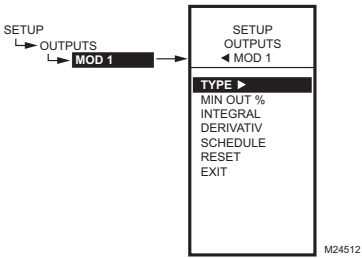 SETUP
OUTPUTS
MOD 1
SETUP
OUTPUTS
◄ MOD 1
TYPE ►
MIN OUT %
INTEGRAL
DERIVATIV
SCHEDULE
RESET
EXIT
M24512